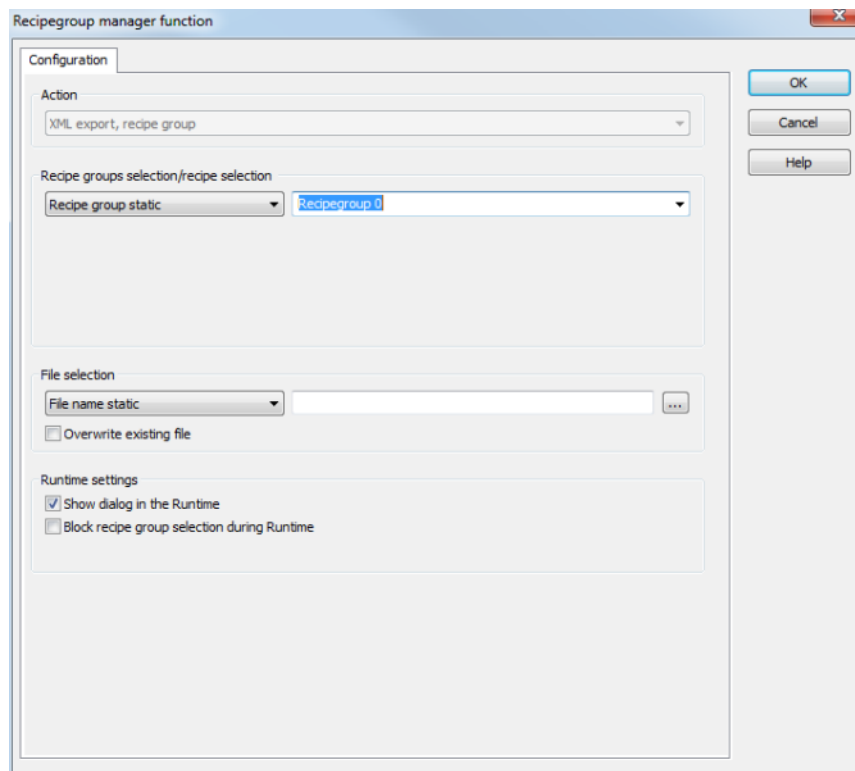 Recipegroup manager function
Configuration
Action
XML export, recipe group
Recipe groups selection/recipe selection
Recipe group static
Recipegroup 0
File selection
File name static
...
Overwrite existing file
Runtime settings
Show dialog in the Runtime
Block recipe group selection during Runtime
OK
Cancel
Help